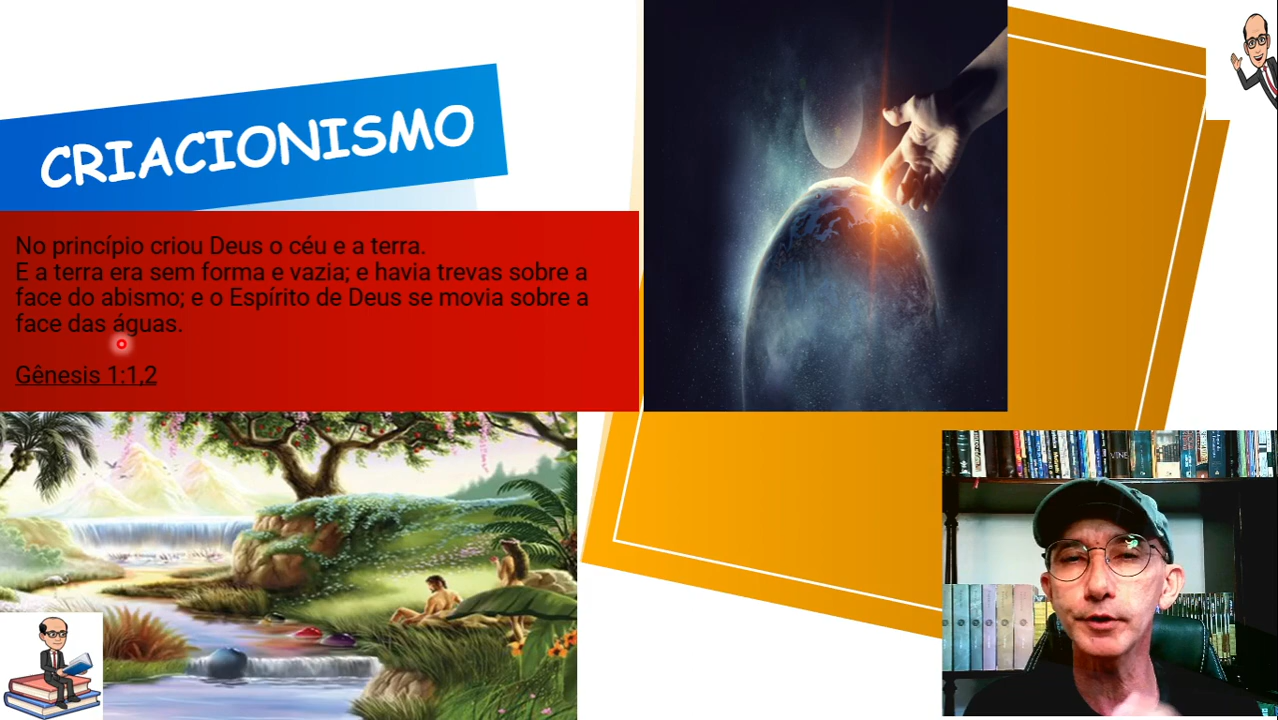 CRIACIONISMO
No princípio criou Deus o céu e a terra.
E a terra era sem forma e vazia; e havia trevas sobre a
face do abismo; e o Espírito de Deus se movia sobre a
face das águas.
Gênesis 1:1,2
VINE